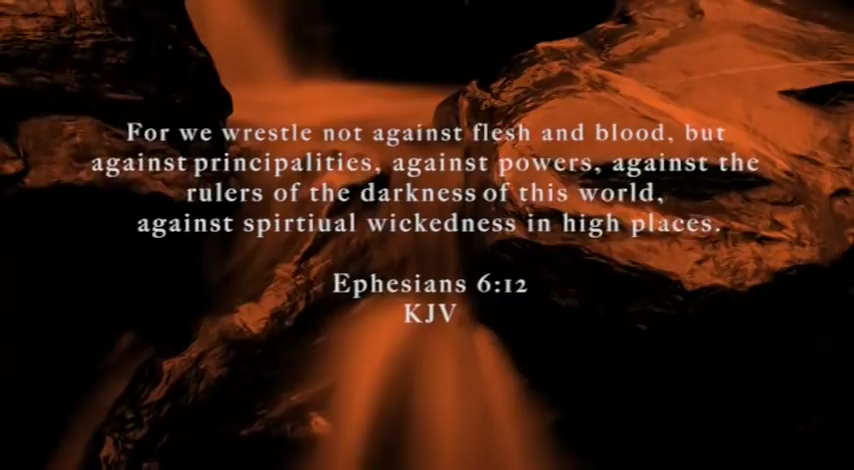 For we wrestle not against flesh and blood, but
against principalities, against powers, against the
rulers of the darkness of this world,
against spirtiual wickedness in high places.
Ephesians 6:12
KJV